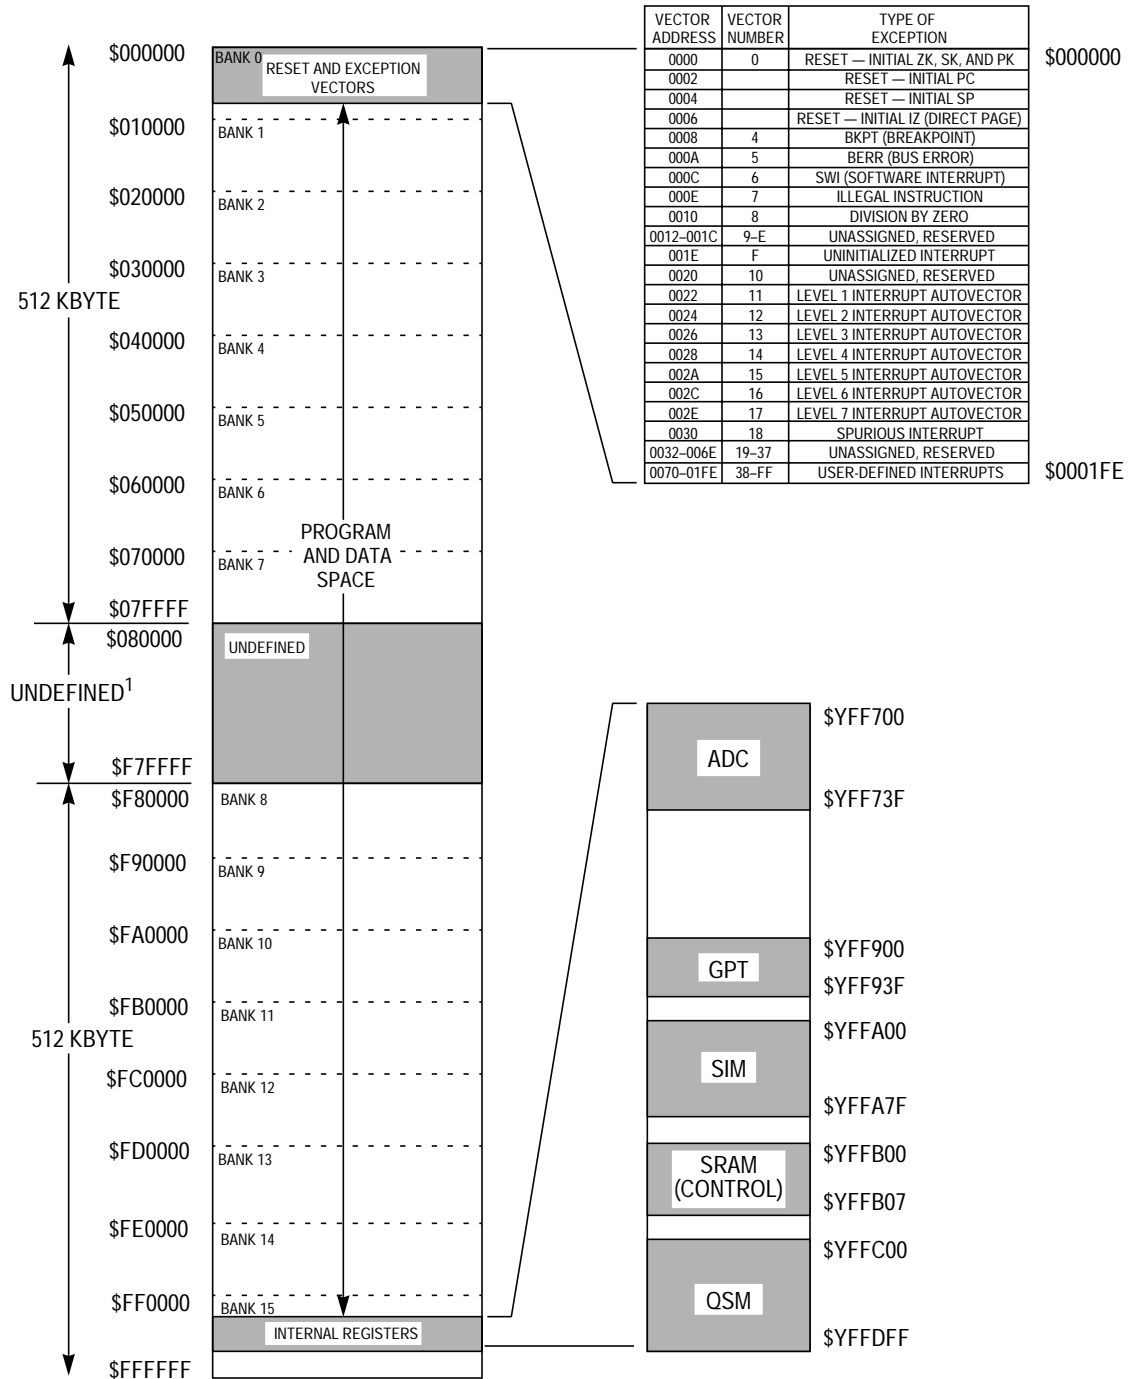 VECTOR ADDRESS VECTOR NUMBER TYPE OF EXCEPTION
0000 0 RESET — INITIAL ZK, SK, AND PK
0002 RESET — INITIAL PC
0004 RESET — INITIAL SP
0006 RESET — INITIAL IZ (DIRECT PAGE)
0008 4 BKPT (BREAKPOINT)
000A 5 BERR (BUS ERROR)
000C 6 SWI (SOFTWARE INTERRUPT)
000E 7 ILLEGAL INSTRUCTION
0010 8 DIVISION BY ZERO
0012–001C 9–E UNASSIGNED, RESERVED
001E F UNINITIALIZED INTERRUPT
0020 10 UNASSIGNED, RESERVED
0022 11 LEVEL 1 INTERRUPT AUTOVECTOR
0024 12 LEVEL 2 INTERRUPT AUTOVECTOR
0026 13 LEVEL 3 INTERRUPT AUTOVECTOR
0028 14 LEVEL 4 INTERRUPT AUTOVECTOR
002A 15 LEVEL 5 INTERRUPT AUTOVECTOR
002C 16 LEVEL 6 INTERRUPT AUTOVECTOR
002E 17 LEVEL 7 INTERRUPT AUTOVECTOR
0030 18 SPURIOUS INTERRUPT
0032–006E 19–37 UNASSIGNED, RESERVED
0070–01FE 38–FF USER-DEFINED INTERRUPTS
$000000
$0001FE
$000000
BANK 0
RESET AND EXCEPTION
VECTORS
$010000
BANK 1
$020000
BANK 2
$030000
BANK 3
512 KBYTE
$040000
BANK 4
$050000
BANK 5
$060000
BANK 6
PROGRAM
AND DATA
SPACE
$070000
BANK 7
$07FFFF
$080000
UNDEFINED
UNDEFINED1
$F7FFFF
$F80000
BANK 8
$F90000
BANK 9
$FA0000
BANK 10
$FB0000
BANK 11
512 KBYTE
$FC0000
BANK 12
$FD0000
BANK 13
$FE0000
BANK 14
$FF0000
BANK 15
INTERNAL REGISTERS
$FFFFFF
$YFF700
ADC
$YFF73F
$YFF900
GPT
$YFF93F
$YFFA00
SIM
$YFFA7F
$YFFB00
SRAM
(CONTROL)
$YFFB07
$YFFC00
QSM
$YFFDFF